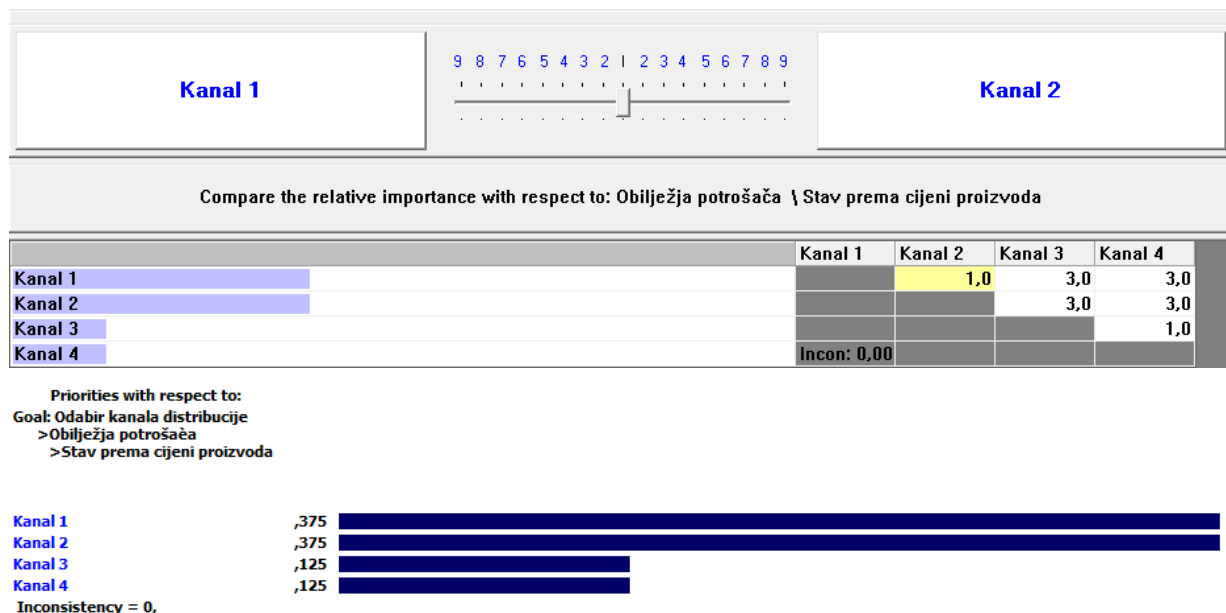 9 8 7 6 5 4 3 2 1 2 3 4 5 6 7 8 9
Kanal 1
Kanal 2
Compare the relative importance with respect to: Obilježja potrošača \ Stav prema cijeni proizvoda
Kanal 1 Kanal 2 Kanal 3 Kanal 4
Kanal 1 1,0 3,0 3,0
Kanal 2 3,0 3,0
Kanal 3 1,0
Kanal 4 Incon: 0,00
Priorities with respect to:
Goal: Odabir kanala distribucije
>Obilježja potrošaèa
>Stav prema cijeni proizvoda
Kanal 1 ,375
Kanal 2 ,375
Kanal 3 ,125
Kanal 4 ,125
Inconsistency = 0,